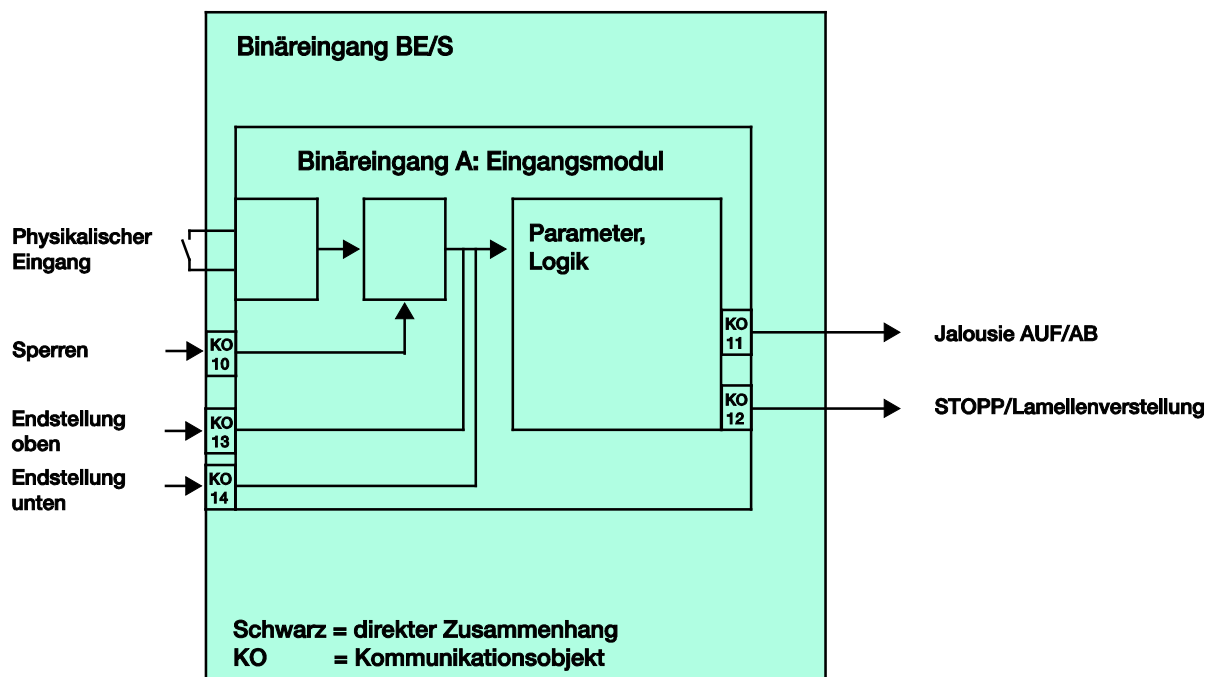 Binäreingang BE/S
Binäreingang A: Eingangsmodul
Physikalischer
Eingang
Parameter,
Logik
Sperren
KO
10
KO
11
Jalousie AUF/AB
Endstellung
oben
KO
13
KO
12
STOPP/Lamellenverstellung
Endstellung
unten
KO
14
Schwarz = direkter Zusammenhang
KO = Kommunikationsobjekt